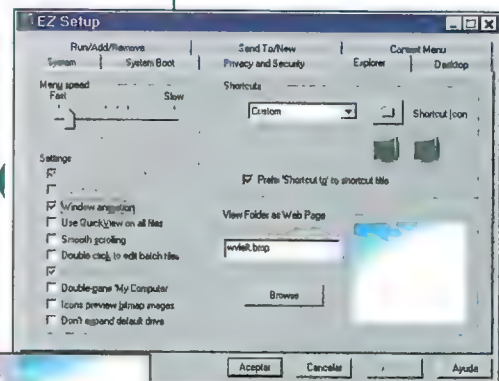 EZ Setup
Run/Add/Remove Send To/New Context Menu
System System Boot Privacy and Security Explorer Desktop
Menu speed
Fast Slow
Shortcuts
Custom
Shortcut Icon
Prefix 'Shortcut to' to shortcut title
Settings
Window animation
Use QuickView on all files
Smooth scrolling
Double click to edit batch files
Double-pane 'My Computer
Icons preview bitmap images
Don't expand default drive
View Folder as Web Page
wvleft.bmp
Browse
Aceptar Cancelar Ayuda